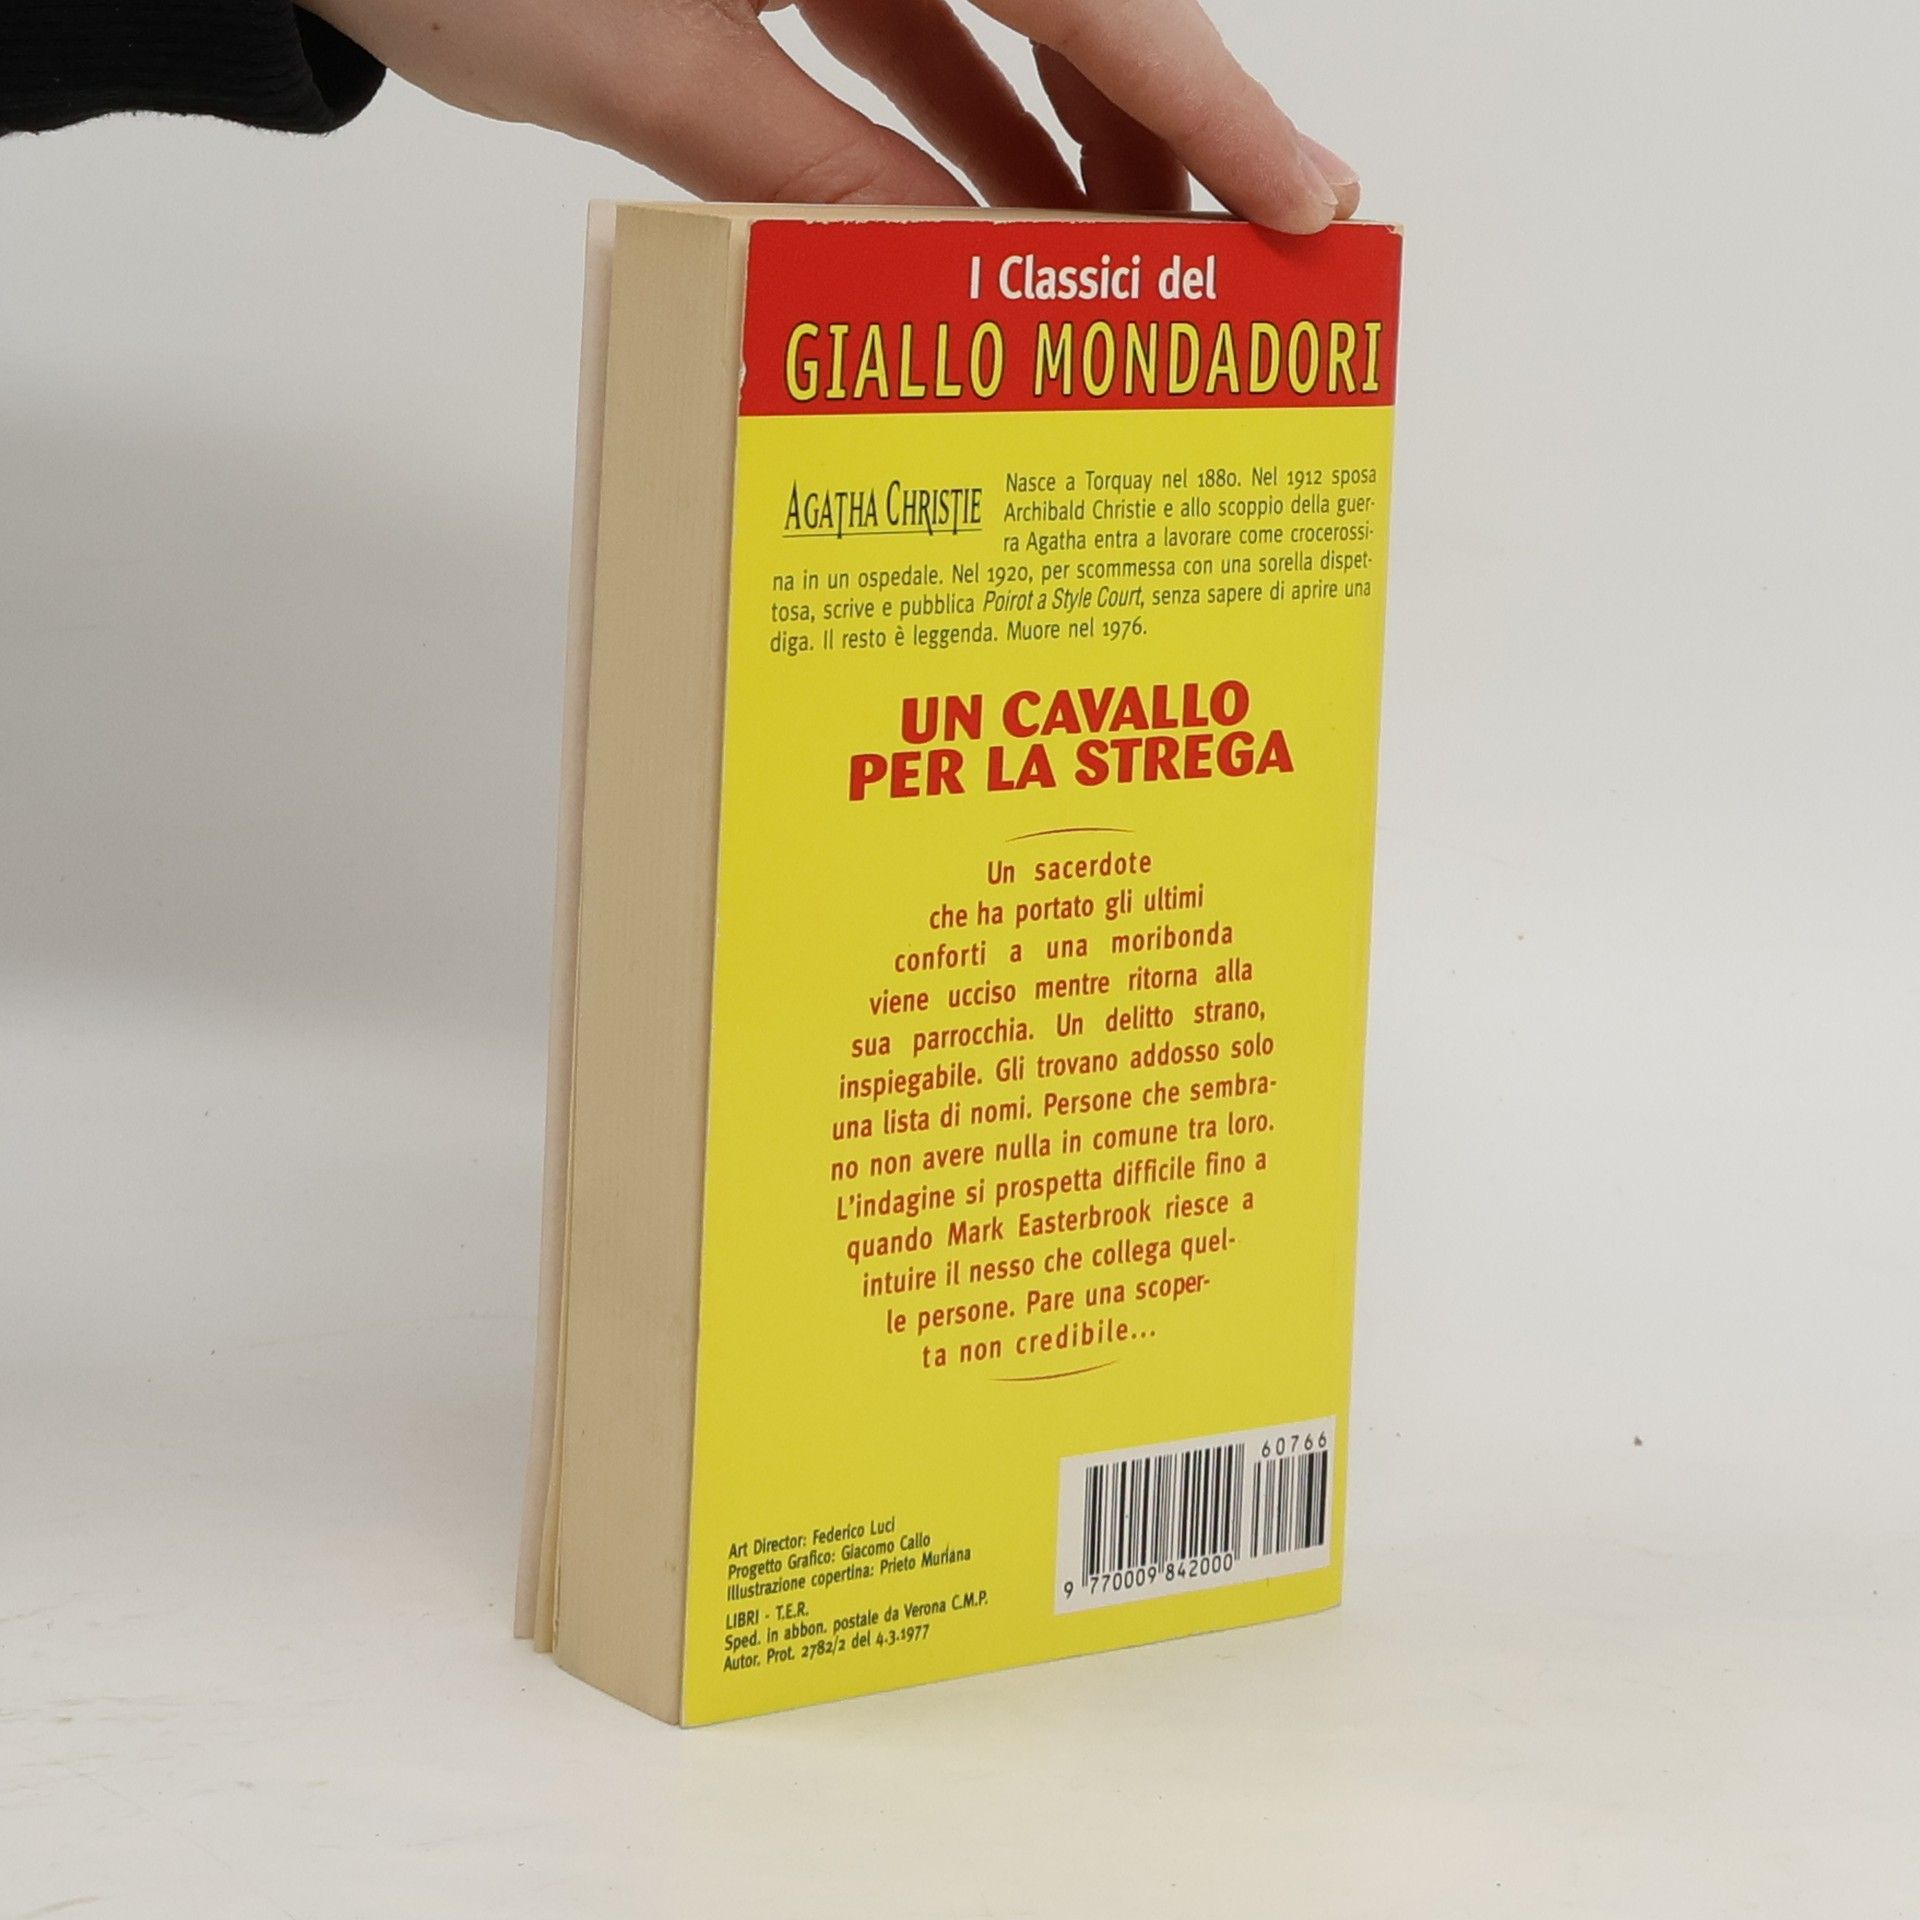 I Classici del
GIALLO MONDADORI
AGATHA CHRISTIE
Nasce a Torquay nel 1880. Nel 1912 sposa
Archibald Christie e allo scoppio della guer-
ra Agatha entra a lavorare come crocerossi-
na in un ospedale. Nel 1920, per scommessa con una sorella dispet-
tosa, scrive e pubblica Poirot a Style Court, senza sapere di aprire una
diga. Il resto è leggenda. Muore nel 1976.
UN CAVALLO
PER LA STREGA
Un sacerdote
che ha portato gli ultimi
conforti a una moribonda
viene ucciso mentre ritorna alla
sua parrocchia. Un delitto strano,
inspiegabile. Gli trovano addosso solo
una lista di nomi. Persone che sembra-
no non avere nulla in comune tra loro.
L'indagine si prospetta difficile fino a
quando Mark Easterbrook riesce a
intuire il nesso che collega quel-
le persone. Pare una scoper-
ta non credibile...
60766
9 770009 842000
Art Director: Federico Luci
Progetto Grafico: Giacomo Callo
Illustrazione copertina: Prieto Muriana
LIBRI - T.E.R.
Sped. in abbon. postale da Verona C.M.P.
Autor. Prot. 2782/2 del 4.3.1977